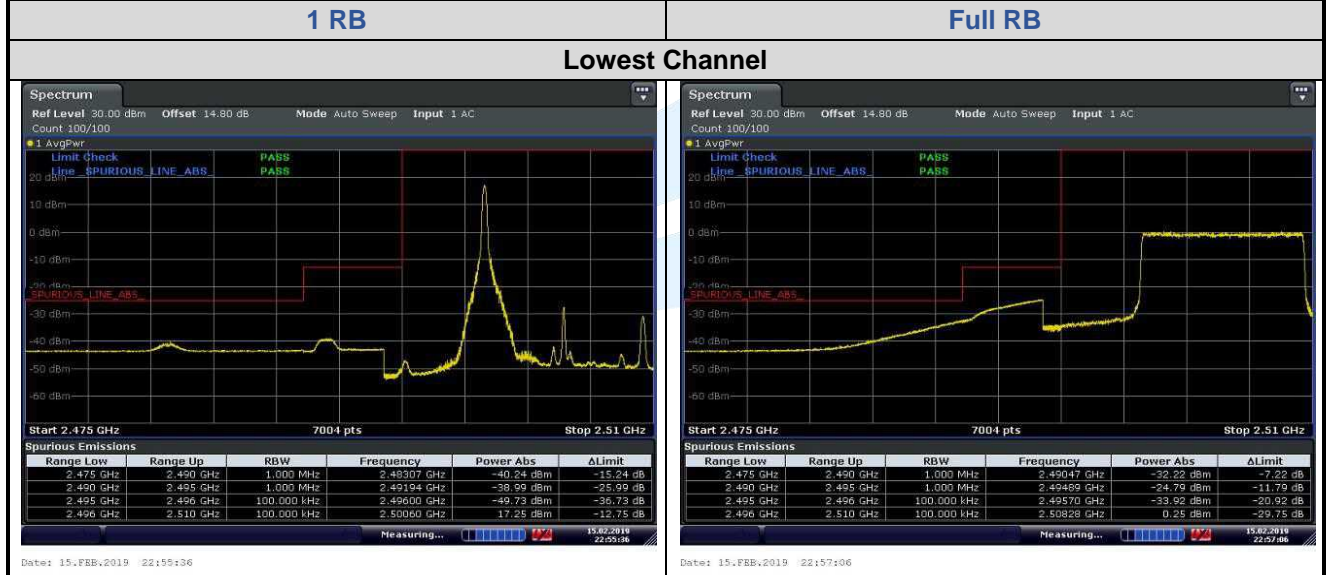 1 RB
Full RB
Lowest Channel
Spectrum
Ref Level 30.00 dBm Offset 14.80 dB Mode Auto Sweep Input 1 AC
Count 100/100
1 AvgPwr
Limit Check PASS
Line _SPURIOUS_LINE_ABS_ PASS
20 dBm
10 dBm
0 dBm
-10 dBm
-20 dBm
_SPURIOUS_LINE_ABS_
-30 dBm
-40 dBm
-50 dBm
-60 dBm
Start 2.475 GHz 7004 pts Stop 2.51 GHz
Spurious Emissions
Range Low Range Up RBW Frequency Power Abs ΔLimit
2.475 GHz 2.490 GHz 1.000 MHz 2.48307 GHz -40.24 dBm -15.24 dB
2.490 GHz 2.495 GHz 1.000 MHz 2.49194 GHz -38.99 dBm -25.99 dB
2.495 GHz 2.496 GHz 100.000 kHz 2.49600 GHz -49.73 dBm -36.73 dB
2.496 GHz 2.510 GHz 100.000 kHz 2.50060 GHz 17.25 dBm -12.75 dB
Measuring... 15.02.2019
22:55:36
Date: 15.FEB.2019 22:55:36
Spectrum
Ref Level 30.00 dBm Offset 14.80 dB Mode Auto Sweep Input 1 AC
Count 100/100
1 AvgPwr
Limit Check PASS
Line _SPURIOUS_LINE_ABS_ PASS
20 dBm
10 dBm
0 dBm
-10 dBm
-20 dBm
_SPURIOUS_LINE_ABS_
-30 dBm
-40 dBm
-50 dBm
-60 dBm
Start 2.475 GHz 7004 pts Stop 2.51 GHz
Spurious Emissions
Range Low Range Up RBW Frequency Power Abs ΔLimit
2.475 GHz 2.490 GHz 1.000 MHz 2.49047 GHz -32.22 dBm -7.22 dB
2.490 GHz 2.495 GHz 1.000 MHz 2.49489 GHz -24.79 dBm -11.79 dB
2.495 GHz 2.496 GHz 100.000 kHz 2.49570 GHz -33.92 dBm -20.92 dB
2.496 GHz 2.510 GHz 100.000 kHz 2.50828 GHz 0.25 dBm -29.75 dB
Measuring... 15.02.2019
22:57:06
Date: 15.FEB.2019 22:57:06